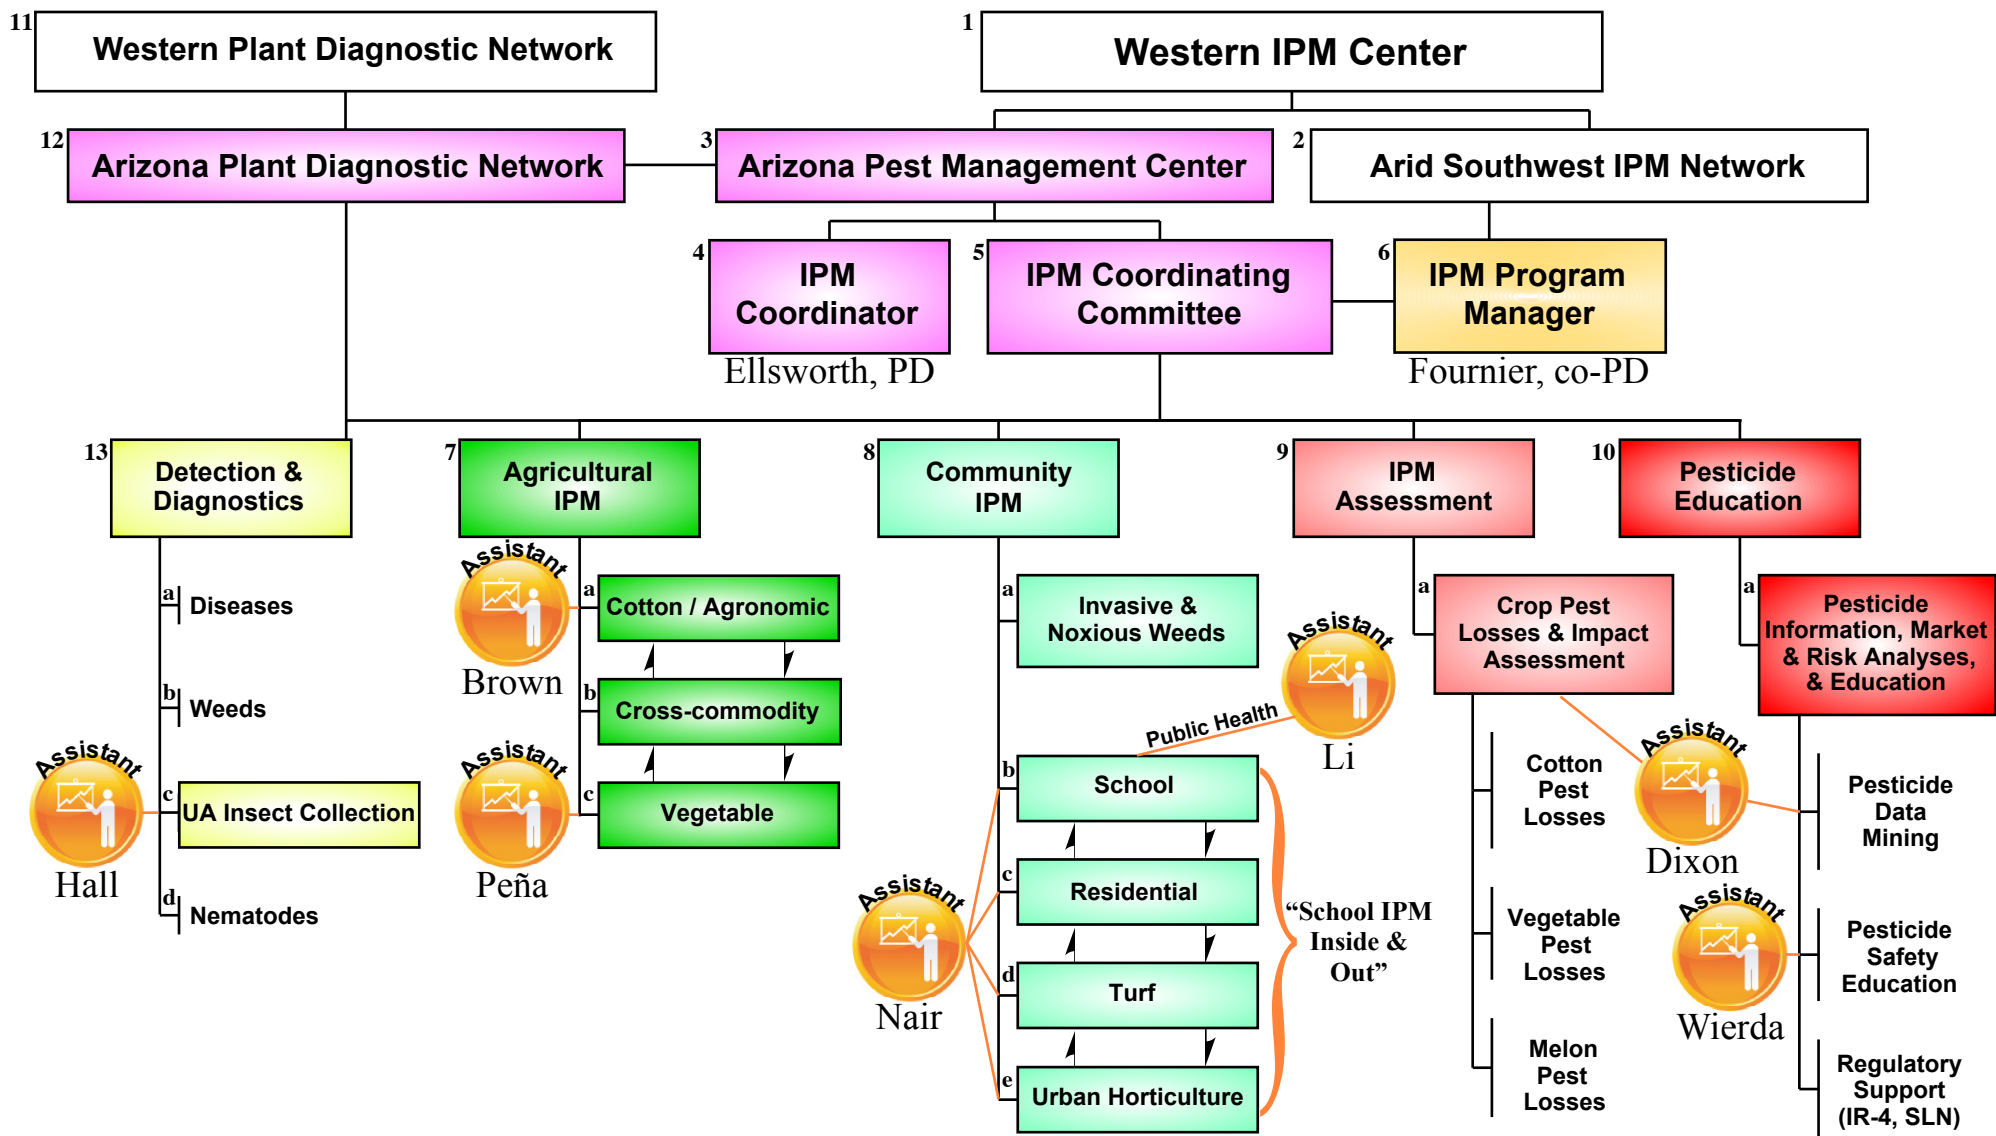 11
Western Plant Diagnostic Network
1
Western IPM Center
12
Arizona Plant Diagnostic Network
3
Arizona Pest Management Center
2
Arid Southwest IPM Network
4
IPM
Coordinator
Ellsworth, PD
5
IPM Coordinating
Committee
6
IPM Program
Manager
Fournier, co-PD
13
Detection &
Diagnostics
a
Diseases
b
Weeds
Assistant
Hall
c
UA Insect Collection
d
Nematodes
7
Agricultural
IPM
Assistant
Brown
a
Cotton / Agronomic
b
Cross-commodity
Assistant
Peña
c
Vegetable
8
Community
IPM
a
Invasive &
Noxious Weeds
Public Health
Assistant
Li
b
School
c
Residential
d
Turf
e
Urban Horticulture
Assistant
Nair
“School IPM
Inside &
Out”
9
IPM
Assessment
a
Crop Pest
Losses & Impact
Assessment
Cotton
Pest
Losses
Vegetable
Pest
Losses
Melon
Pest
Losses
10
Pesticide
Education
a
Pesticide
Information, Market
& Risk Analyses,
& Education
Assistant
Dixon
Pesticide
Data
Mining
Assistant
Wierda
Pesticide
Safety
Education
Regulatory
Support
(IR-4, SLN)